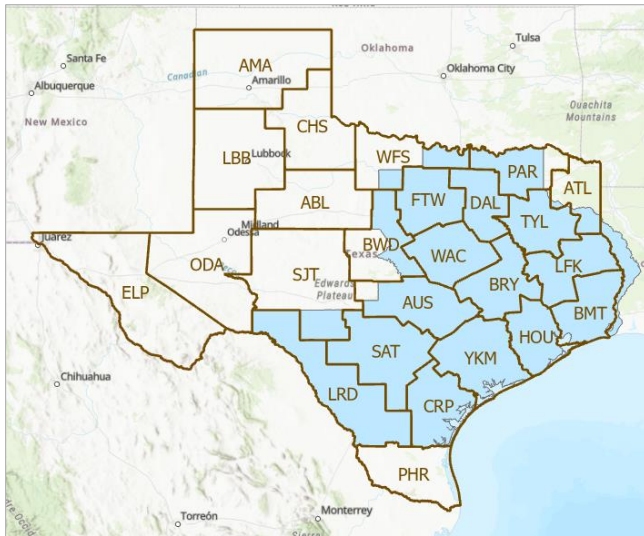 Tulsa
Santa Fe
Oklahoma
AMA
Canadian
Amarillo
Oklahoma City
Albuquerque
Ouachita
Mountains
New Mexico
CHS
LBB
Lubbock
WFS
PAR
ATL
ABL
FTW
DAL
TYL
Midland
Odessa
Juárez
BWD
Texas
WAC
ODA
SJT
LFK
ELP
Edwards
Plateau
BRY
AUS
BMT
HOU
SAT
YKM
Chihuahua
LRD
CRP
PHR
Torreón
Monterrey